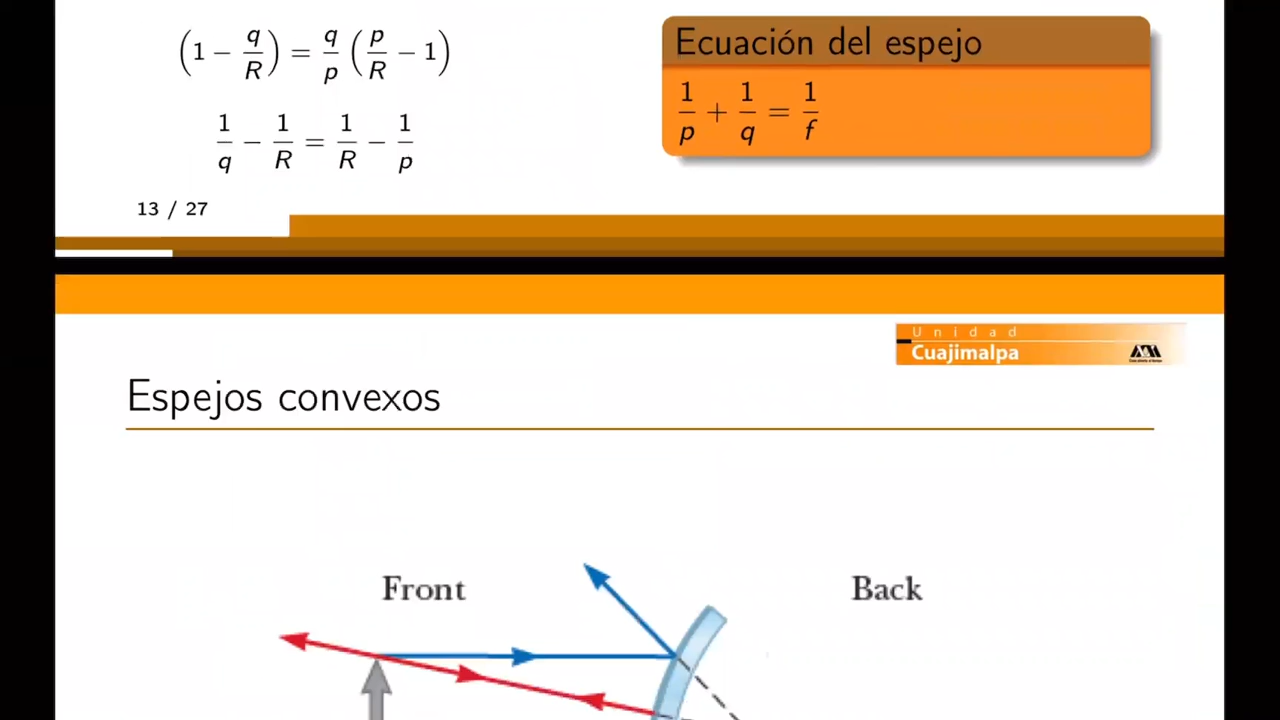 (1 − q/R) = q/p (p/R − 1)
1/q − 1/R = 1/R − 1/p
Ecuación del espejo
1/p + 1/q = 1/f
13 / 27
Unidad
Cuajimalpa
Espejos convexos
Front
Back